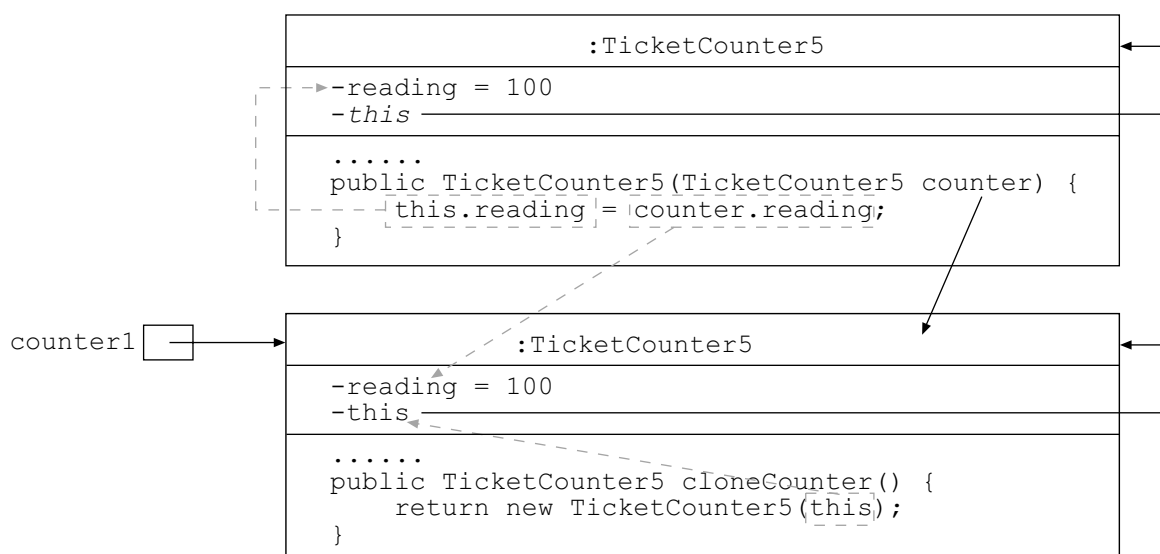 :TicketCounter5
-reading = 100
-this
......
public TicketCounter5(TicketCounter5 counter) {
this.reading = counter.reading;
}
counter1
:TicketCounter5
-reading = 100
-this
......
public TicketCounter5 cloneCounter() {
return new TicketCounter5(this);
}